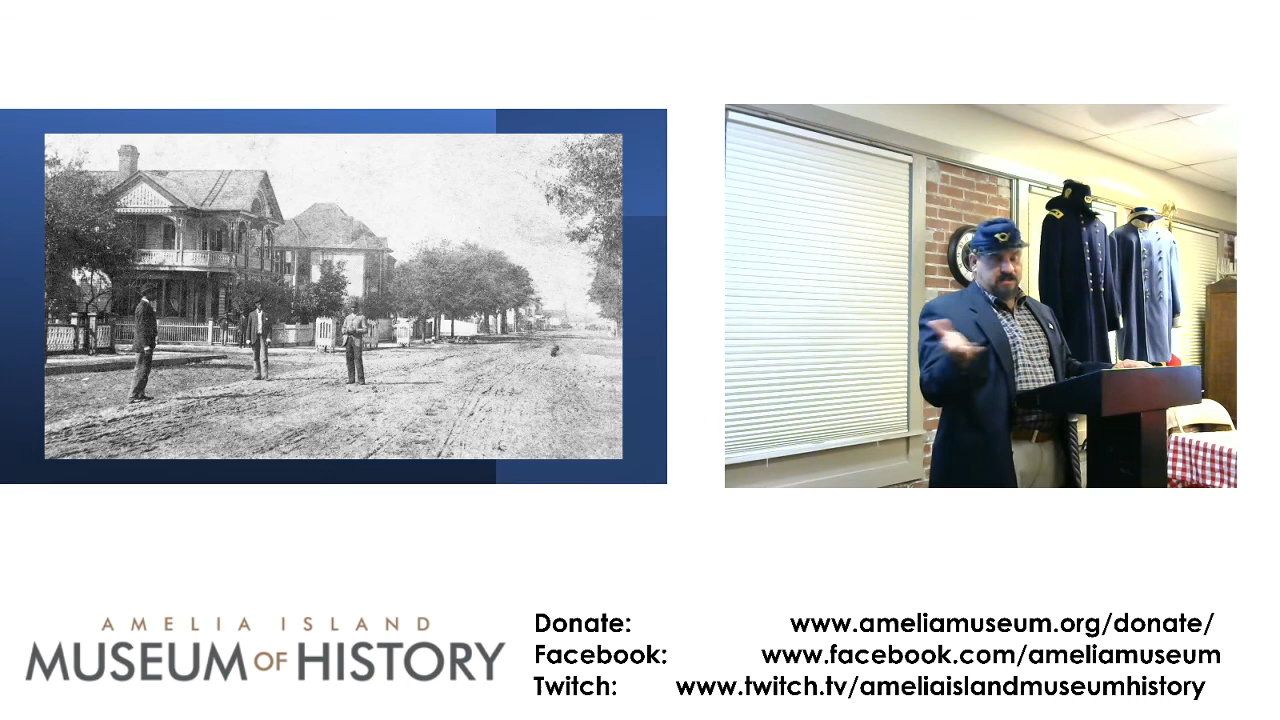 AMELIA ISLAND
MUSEUM OF HISTORY
Donate: www.ameliamuseum.org/donate/
Facebook: www.facebook.com/ameliamuseum
Twitch: www.twitch.tv/ameliaislandmuseumhistory